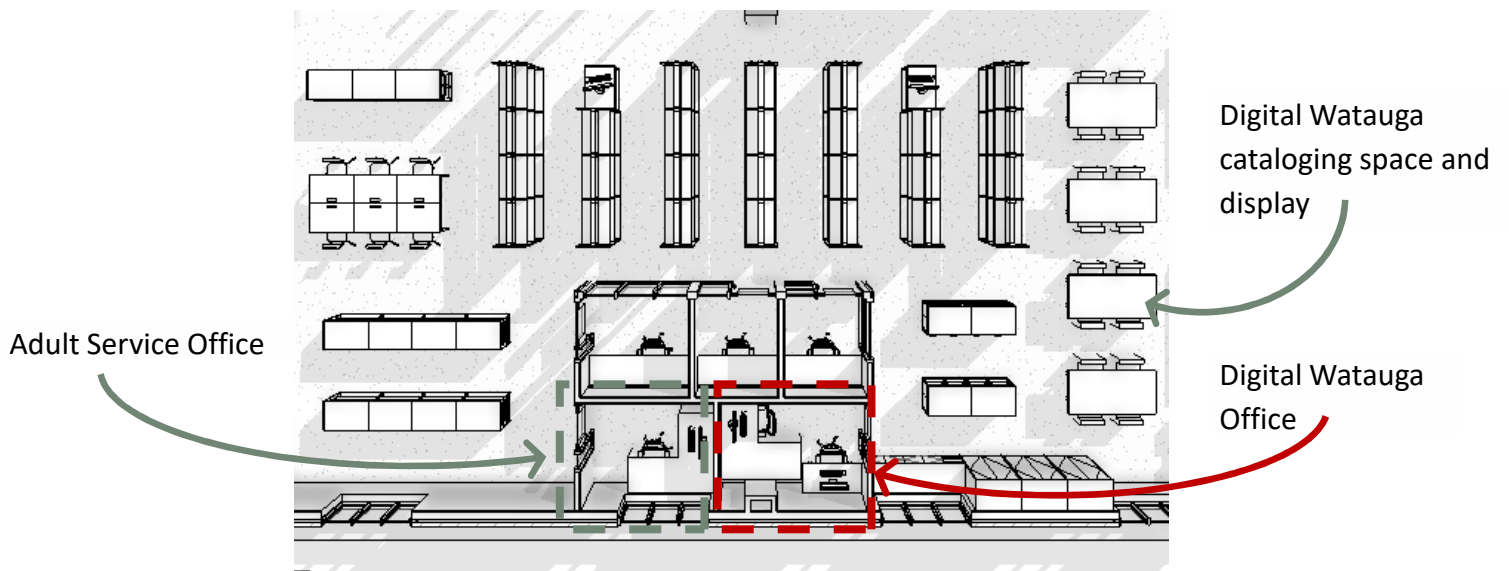 Digital Watauga
cataloging space and
display
Adult Service Office
Digital Watauga
Office